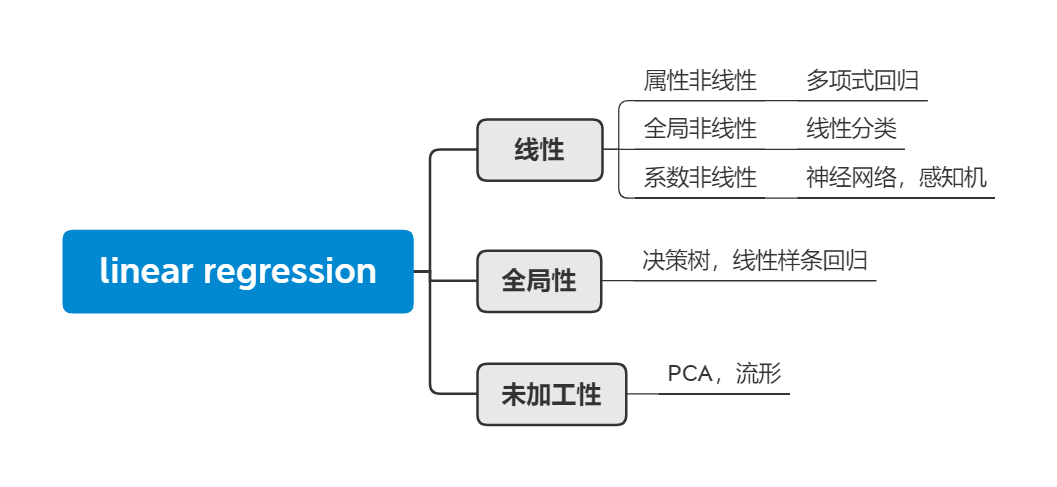 属性非线性 多项式回归
线性 全局非线性 线性分类
系数非线性 神经网络，感知机
linear regression
全局性 决策树，线性样条回归
未加工性 PCA，流形